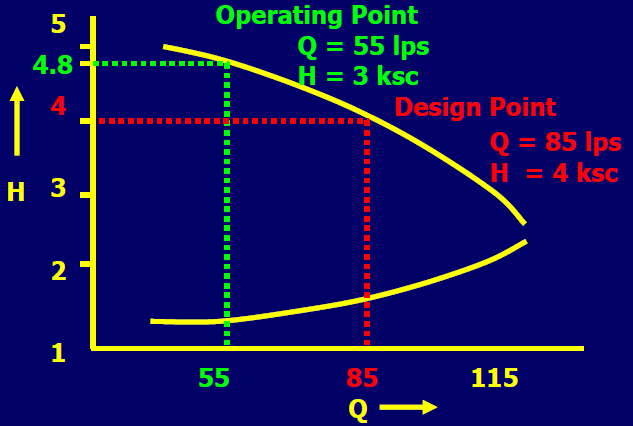 5
Operating Point
Q = 55 lps
4.8
H = 3 ksc
4
Design Point
Q = 85 lps
H = 4 ksc
H
3
2
1
55
85
115
Q